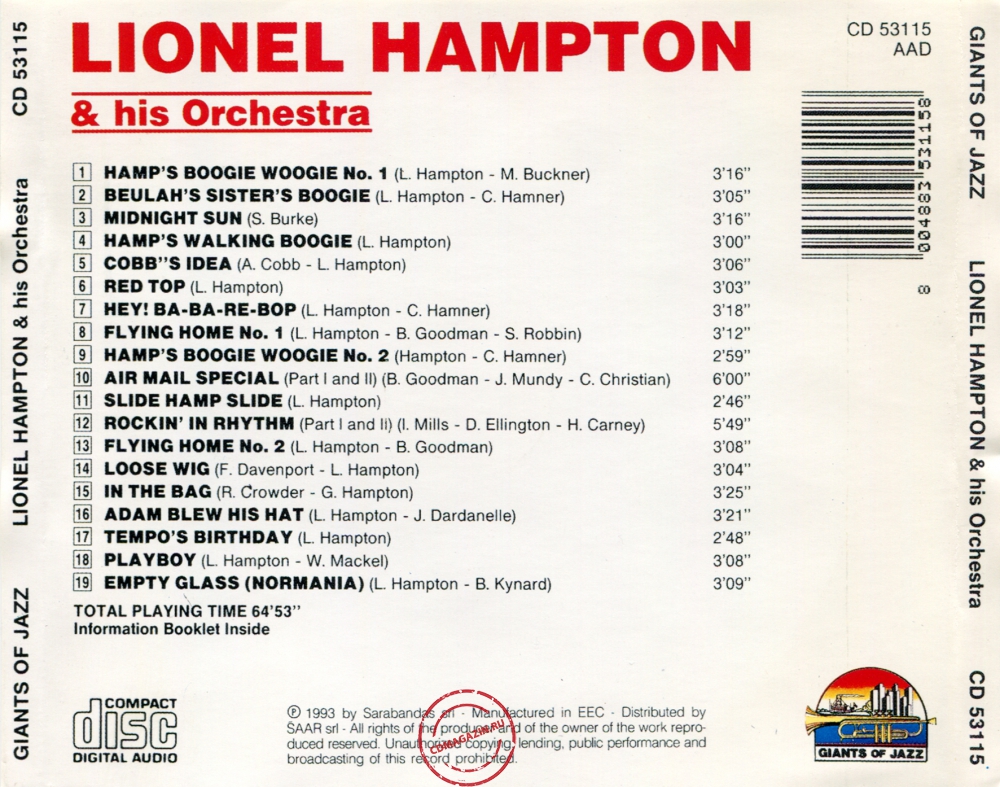 LIONEL HAMPTON
& his Orchestra
CD 53115
AAD
1 HAMP'S BOOGIE WOOGIE No. 1 (L. Hampton - M. Buckner) 3'16"
2 BEULAH'S SISTER'S BOOGIE (L. Hampton - C. Hamner) 3'05"
3 MIDNIGHT SUN (S. Burke) 3'16"
4 HAMP'S WALKING BOOGIE (L. Hampton) 3'00"
5 COBB"S IDEA (A. Cobb - L. Hampton) 3'06"
6 RED TOP (L. Hampton) 3'03"
7 HEY! BA-BA-RE-BOP (L. Hampton - C. Hamner) 3'18"
8 FLYING HOME No. 1 (L. Hampton - B. Goodman - S. Robbin) 3'12"
9 HAMP'S BOOGIE WOOGIE No. 2 (Hampton - C. Hamner) 2'59"
10 AIR MAIL SPECIAL (Part I and II) (B. Goodman - J. Mundy - C. Christian) 6'00"
11 SLIDE HAMP SLIDE (L. Hampton) 2'46"
12 ROCKIN' IN RHYTHM (Part I and Ii) (I. Mills - D. Ellington - H. Carney) 5'49"
13 FLYING HOME No. 2 (L. Hampton - B. Goodman) 3'08"
14 LOOSE WIG (F. Davenport - L. Hampton) 3'04"
15 IN THE BAG (R. Crowder - G. Hampton) 3'25"
16 ADAM BLEW HIS HAT (L. Hampton - J. Dardanelle) 3'21"
17 TEMPO'S BIRTHDAY (L. Hampton) 2'48"
18 PLAYBOY (L. Hampton - W. Mackel) 3'08"
19 EMPTY GLASS (NORMANIA) (L. Hampton - B. Kynard) 3'09"
TOTAL PLAYING TIME 64'53"
Information Booklet Inside
COMPACT
disc
DIGITAL AUDIO
℗ 1993 by Sarabandas srl - Manufactured in EEC - Distributed by
SAAR srl - All rights of the producer and of the owner of the work repro-
duced reserved. Unauthorized copying, lending, public performance and
broadcasting of this record prohibited.
CDMAGAZIN.RU
GIANTS OF JAZZ
0004883 531158
8
GIANTS OF JAZZ LIONEL HAMPTON & his Orchestra CD 53115
GIANTS OF JAZZ LIONEL HAMPTON & his Orchestra CD 53115